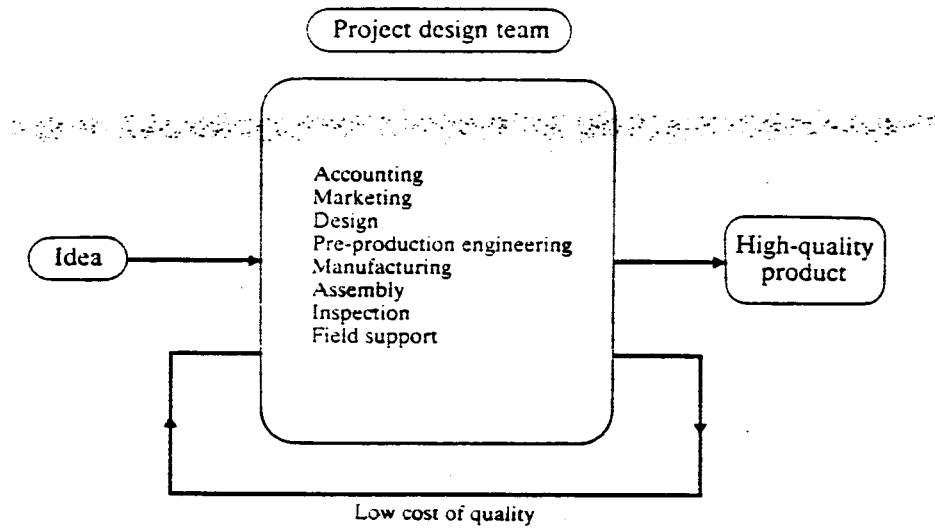 Project design team
Accounting
Marketing
Design
Pre-production engineering
Manufacturing
Assembly
Inspection
Field support
Idea
High-quality
product
Low cost of quality